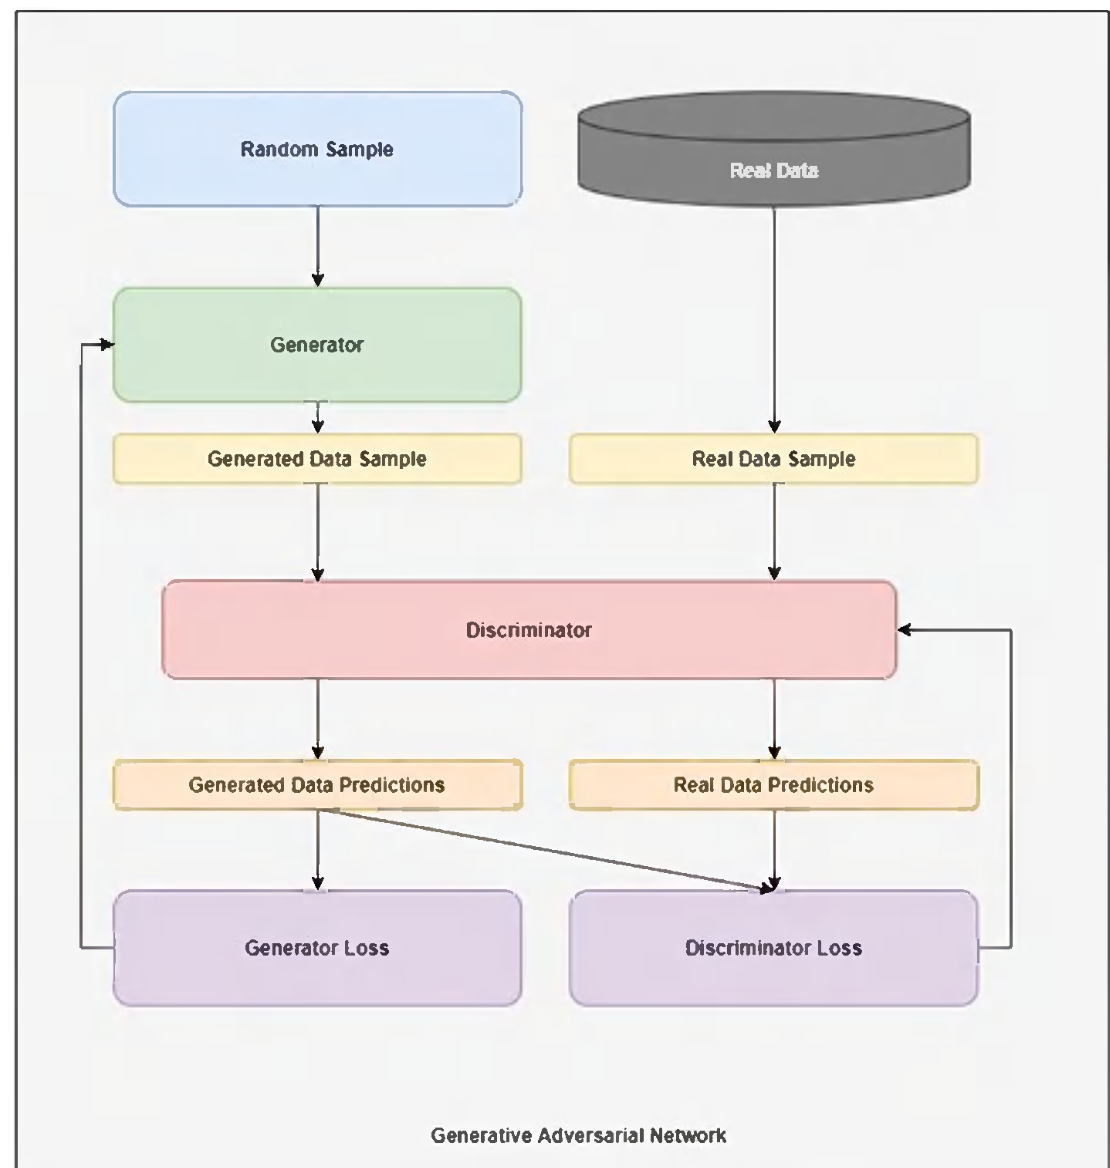 Random Sample
Real Data
Generator
Generated Data Sample
Real Data Sample
Discriminator
Generated Data Predictions
Real Data Predictions
Generator Loss
Discriminator Loss
Generative Adversarial Network